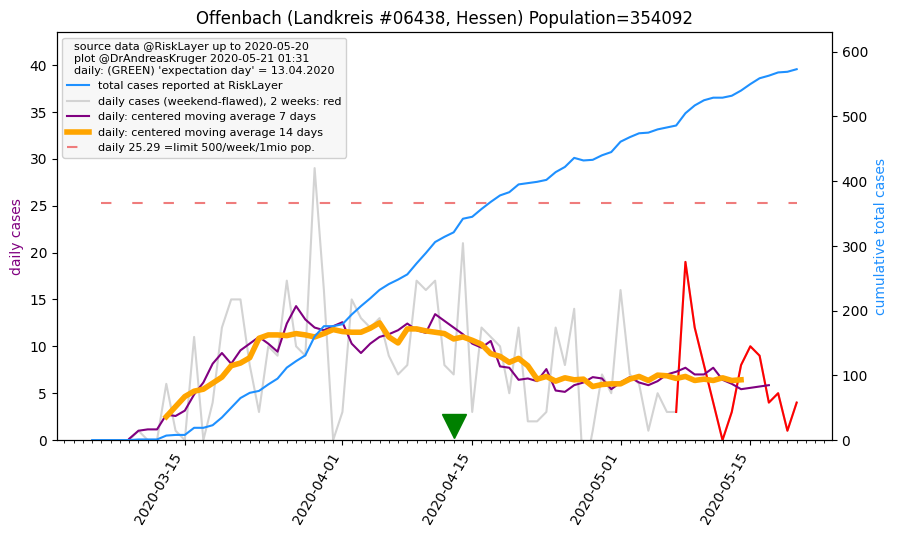 Offenbach (Landkreis #06438, Hessen) Population=354092
source data @RiskLayer up to 2020-05-20
plot @DrAndreasKruger 2020-05-21 01:31
daily: (GREEN) 'expectation day' = 13.04.2020
total cases reported at RiskLayer
daily cases (weekend-flawed), 2 weeks: red
daily: centered moving average 7 days
daily: centered moving average 14 days
daily 25.29 =limit 500/week/1mio pop.
daily cases
40
35
30
25
20
15
10
5
0
cumulative total cases
600
500
400
300
200
100
0
2020-03-15
2020-04-01
2020-04-15
2020-05-01
2020-05-15